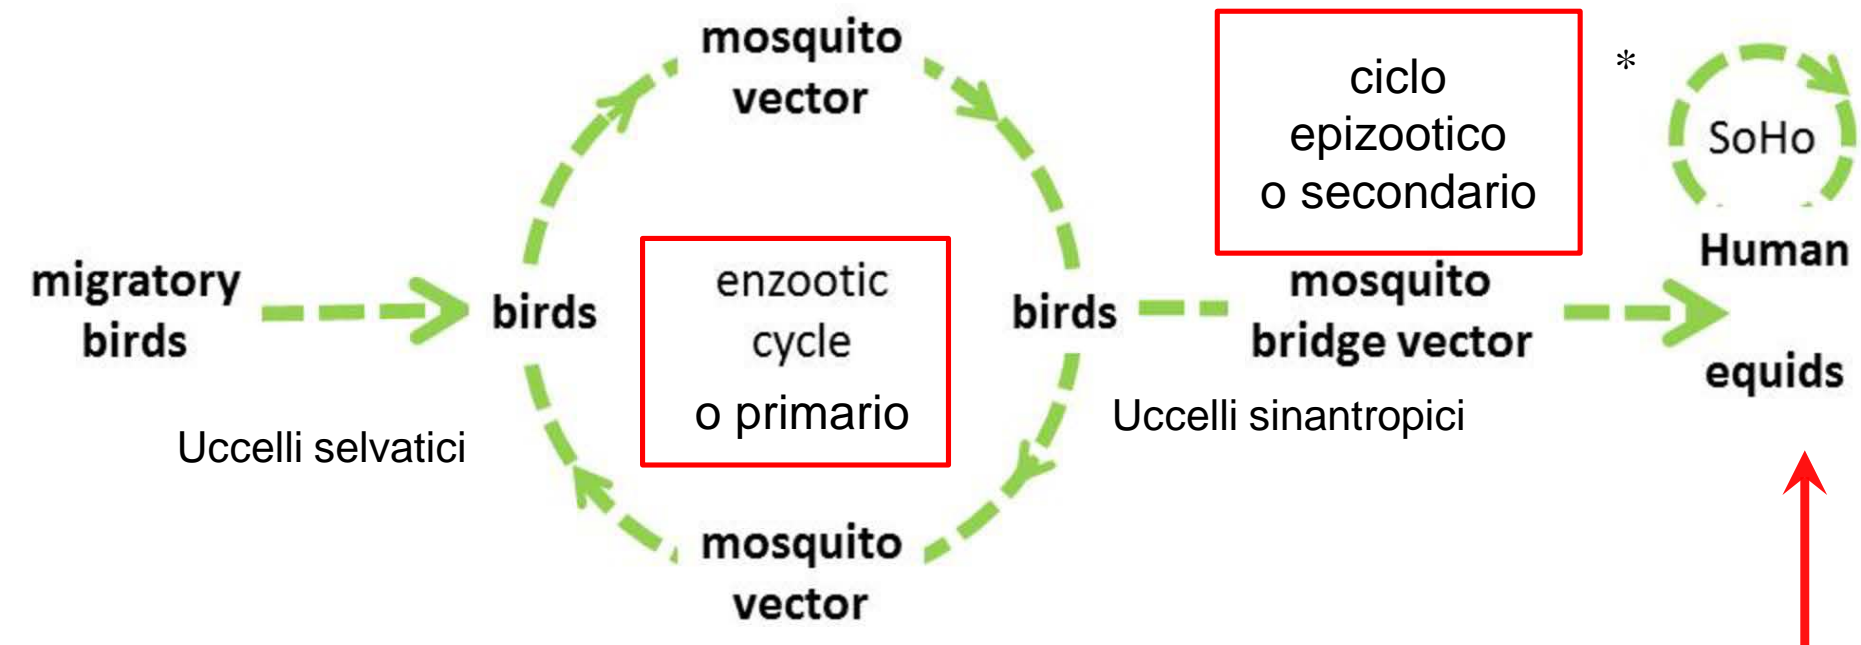 migratory
birds
Uccelli selvatici
birds
mosquito
vector
enzootic
cycle
o primario
mosquito
vector
birds
Uccelli sinantropici
ciclo
epizootico
o secondario
*
mosquito
bridge vector
SoHo
Human
equids